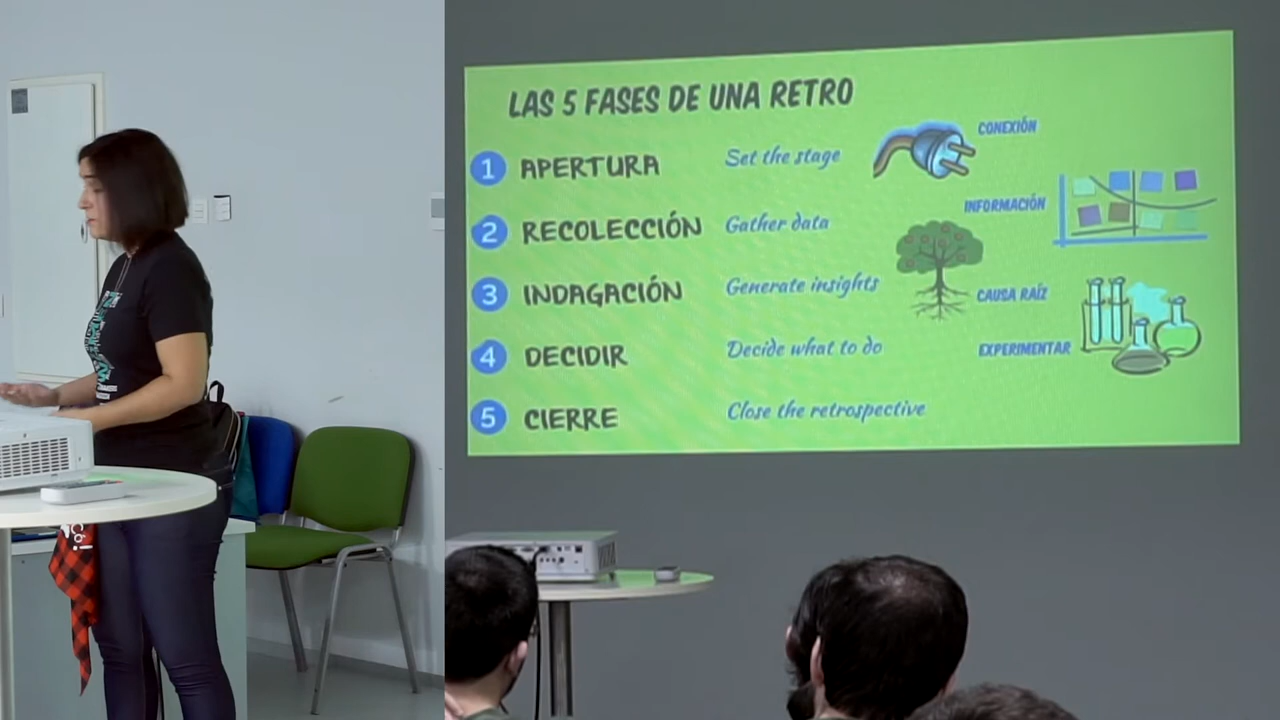 LAS 5 FASES DE UNA RETRO
1 APERTURA Set the stage CONEXIÓN
2 RECOLECCIÓN Gather data INFORMACIÓN
3 INDAGACIÓN Generate insights CAUSA RAÍZ
4 DECIDIR Decide what to do EXPERIMENTAR
5 CIERRE Close the retrospective